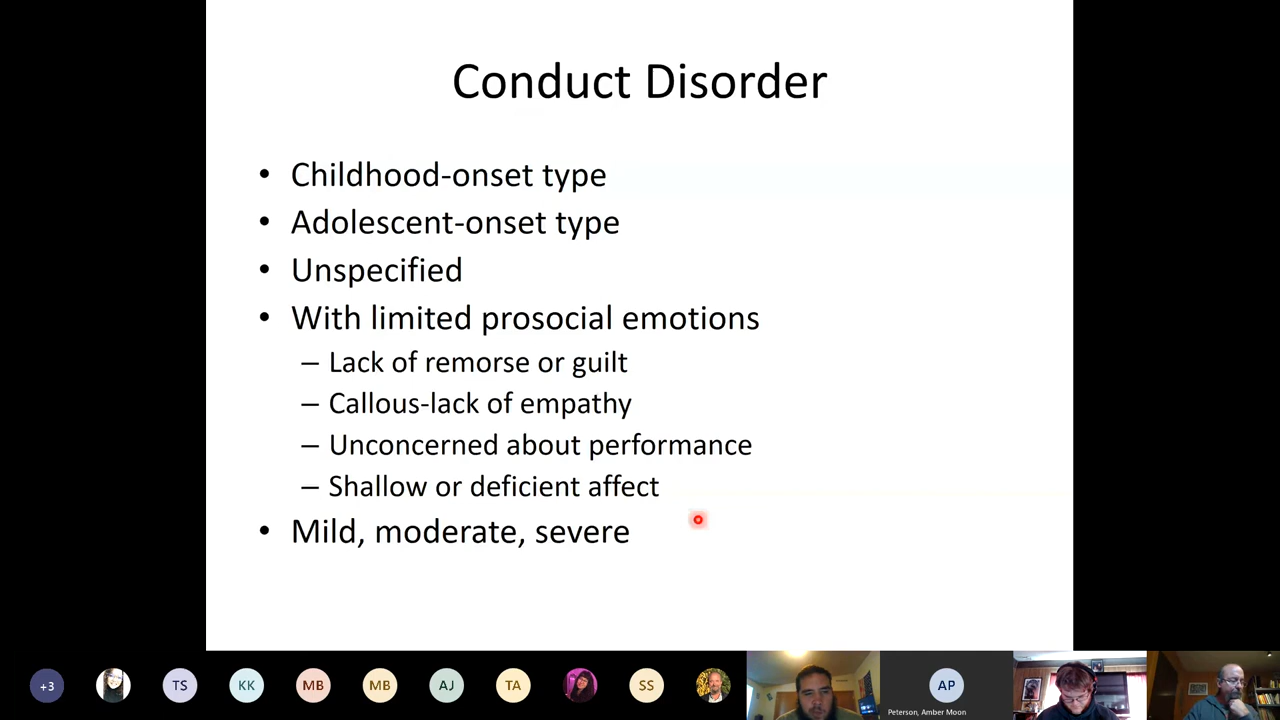 Conduct Disorder
• Childhood-onset type
• Adolescent-onset type
• Unspecified
• With limited prosocial emotions
– Lack of remorse or guilt
– Callous-lack of empathy
– Unconcerned about performance
– Shallow or deficient affect
• Mild, moderate, severe
+3 TS KK MB MB AJ TA SS AP
Peterson, Amber Moon